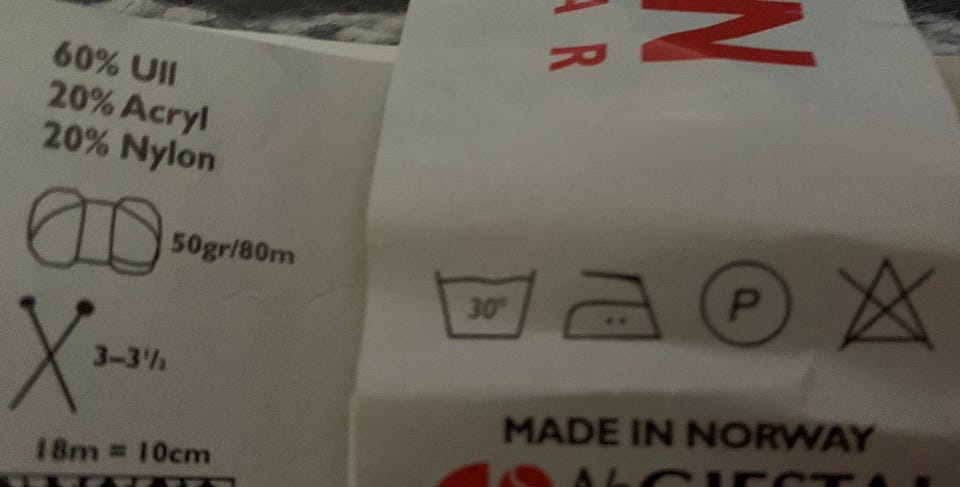 60% Ull
20% Acryl
20% Nylon
50gr/80m
3–3½
18m = 10cm
N
A R
30°
P
MADE IN NORWAY